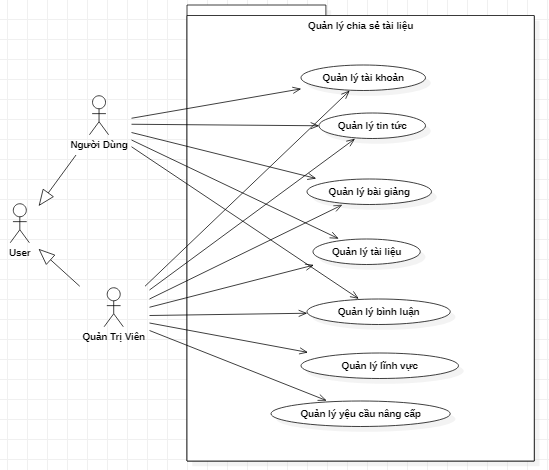 Quản lý chia sẻ tài liệu
Quản lý tài khoản
Quản lý tin tức
Người Dùng
Quản lý bài giảng
User
Quản lý tài liệu
Quản lý bình luận
Quản Trị Viên
Quản lý lĩnh vực
Quản lý yệu cầu nâng cấp